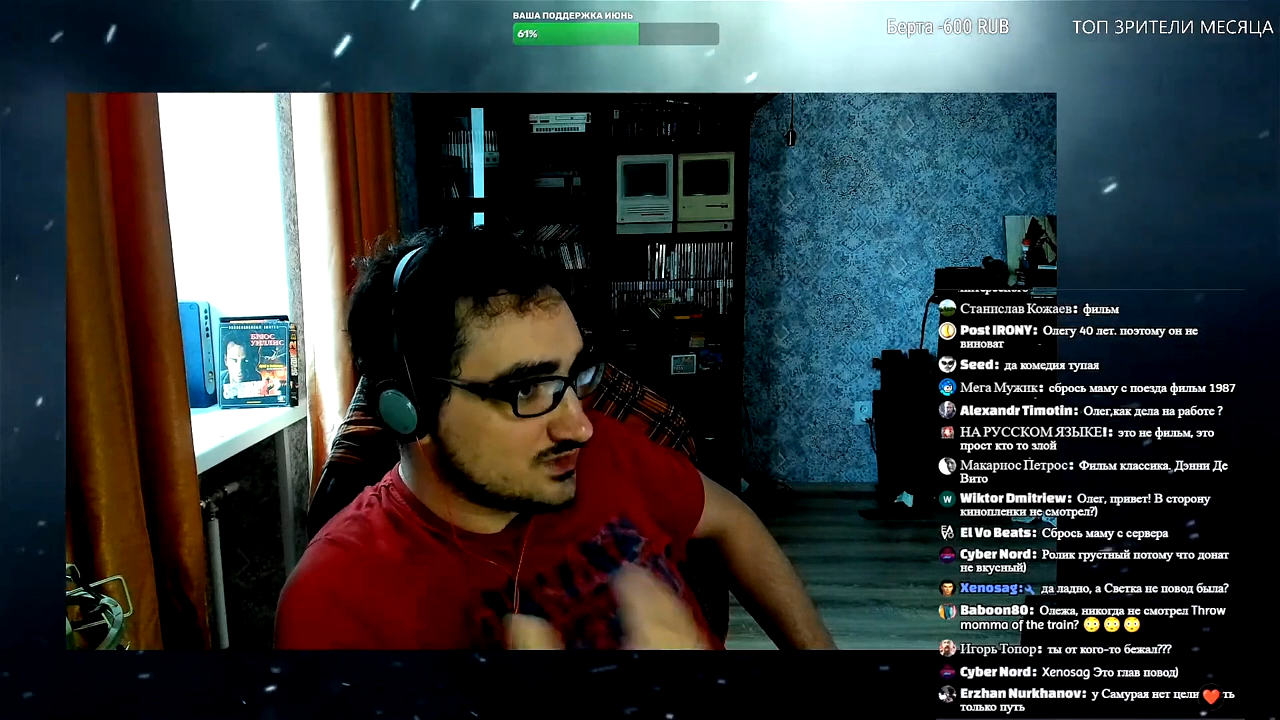 ВАША ПОДДЕРЖКА ИЮНЬ
61%
Берта -600 RUB
ТОП ЗРИТЕЛИ МЕСЯЦА
БРЮС
УИЛЛИС
Станислав Кожаев: фильм
Post IRONY: Олегу 40 лет. поэтому он не
виноват
Seed: да комедия тупая
Мега Мужик: сбрось маму с поезда фильм 1987
Alexandr Timotin: Олег,как дела на работе ?
НА РУССКОМ ЯЗЫКЕ!: это не фильм, это
прост кто то злой
Макариос Петрос: Фильм классика, Дэнни Де
Вито
Wiktor Dmitriew: Олег, привет! В сторону
кинопленки не смотрел?)
El Vo Beats: Сбрось маму с сервера
Cyber Nord: Ролик грустный потому что донат
не вкусный)
Xenosag: да ладно, а Светка не повод была?
Baboon80: Олежа, никогда не смотрел Throw
momma of the train? 😳 😳 😳
Игорь Топор: ты от кого-то бежал???
Cyber Nord: Xenosag Это глав повод)
Erzhan Nurkhanov: у Самурая нет цели
только путь